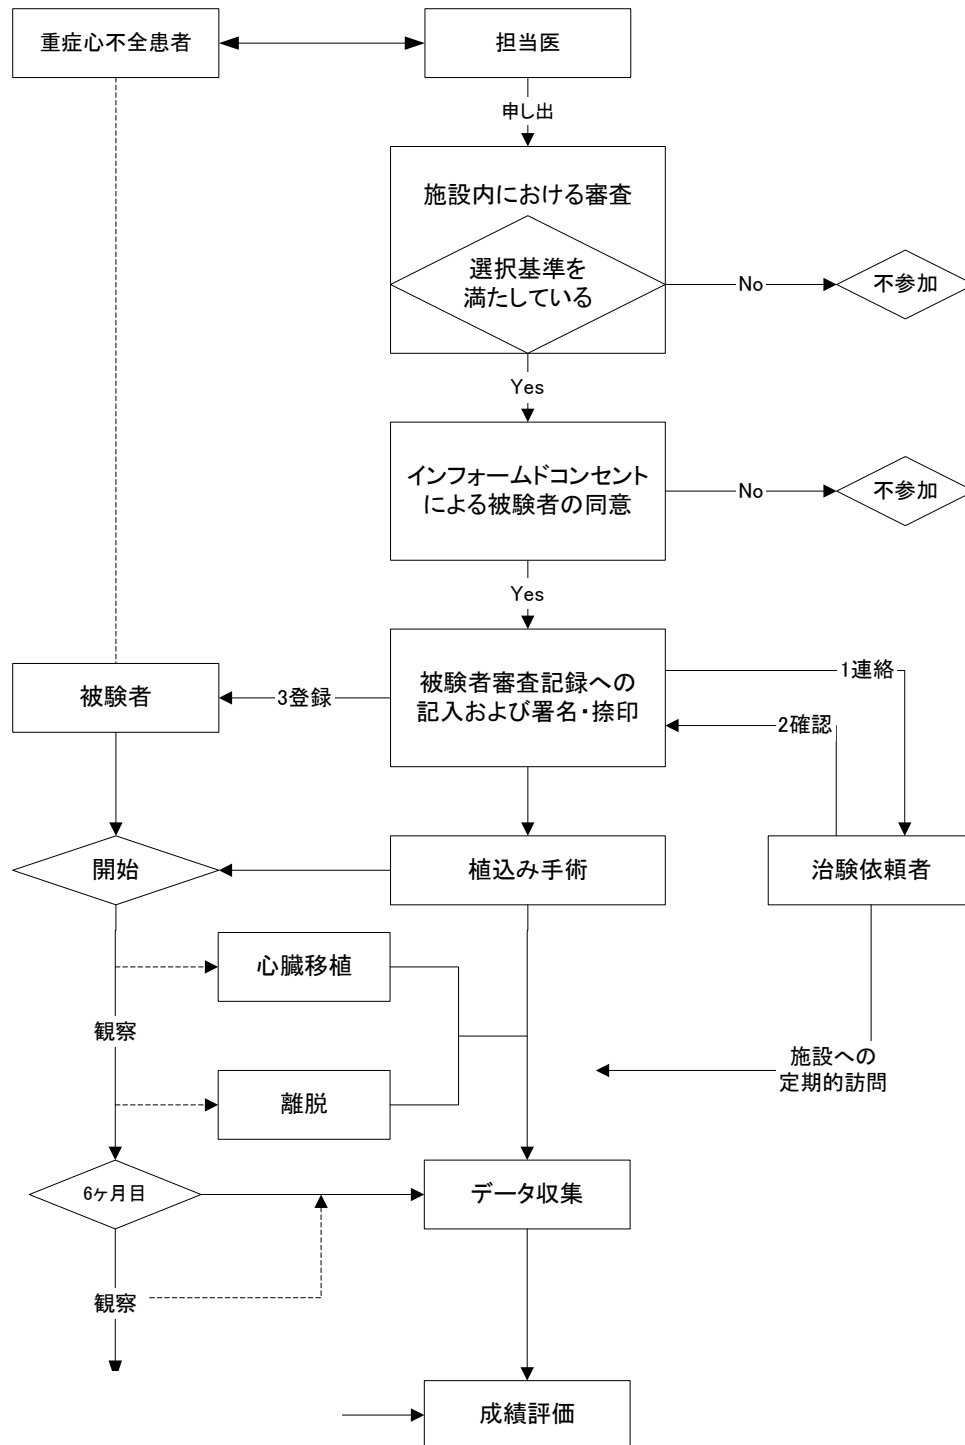 重症心不全患者
担当医
申し出
施設内における審査
選択基準を
満たしている
No
不参加
Yes
インフォームドコンセント
による被験者の同意
No
不参加
Yes
被験者審査記録への
記入および署名・捺印
1連絡
2確認
3登録
被験者
開始
植込み手術
治験依頼者
心臓移植
観察
離脱
施設への
定期的訪問
6ヶ月目
データ収集
観察
成績評価